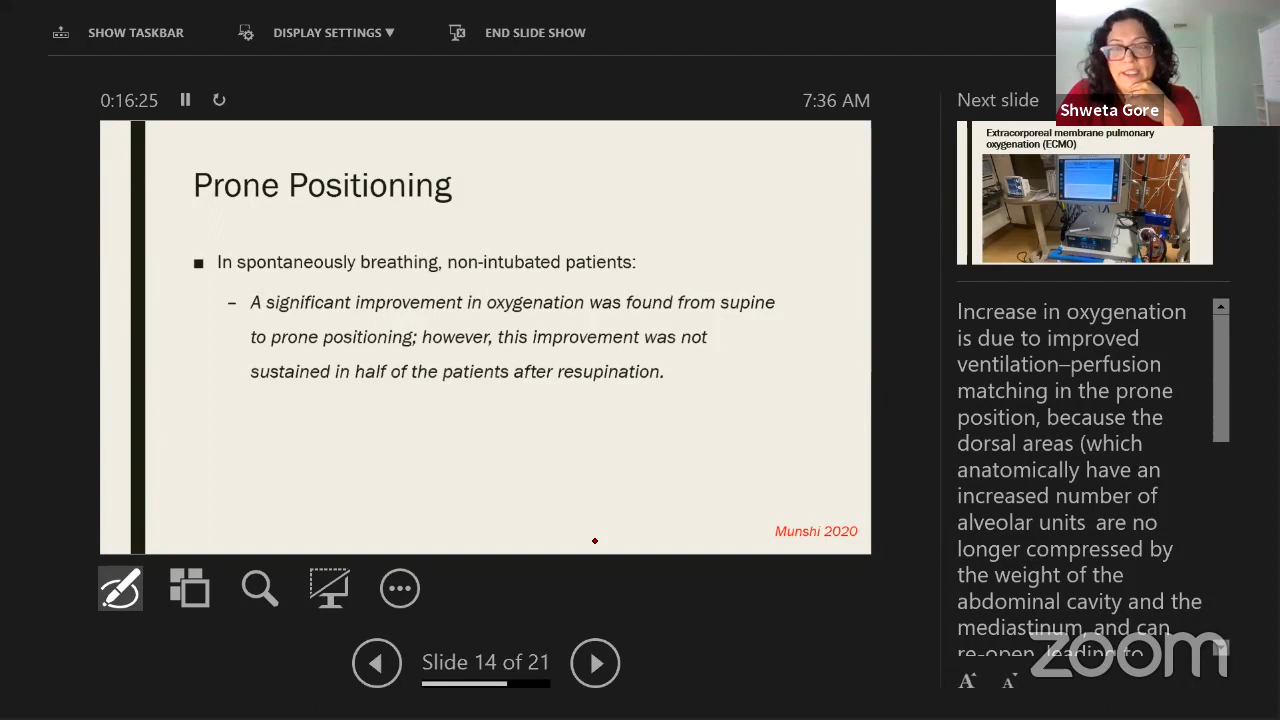 SHOW TASKBAR
DISPLAY SETTINGS ▼
END SLIDE SHOW
Shweta Gore
0:16:25
7:36 AM
Prone Positioning
■ In spontaneously breathing, non-intubated patients:
– A significant improvement in oxygenation was found from supine
to prone positioning; however, this improvement was not
sustained in half of the patients after resupination.
Munshi 2020
Slide 14 of 21
Next slide
Extracorporeal membrane pulmonary
oxygenation (ECMO)
Increase in oxygenation
is due to improved
ventilation–perfusion
matching in the prone
position, because the
dorsal areas (which
anatomically have an
increased number of
alveolar units are no
longer compressed by
the weight of the
abdominal cavity and the
mediastinum, and can
re-open, leading to
A A
zoom